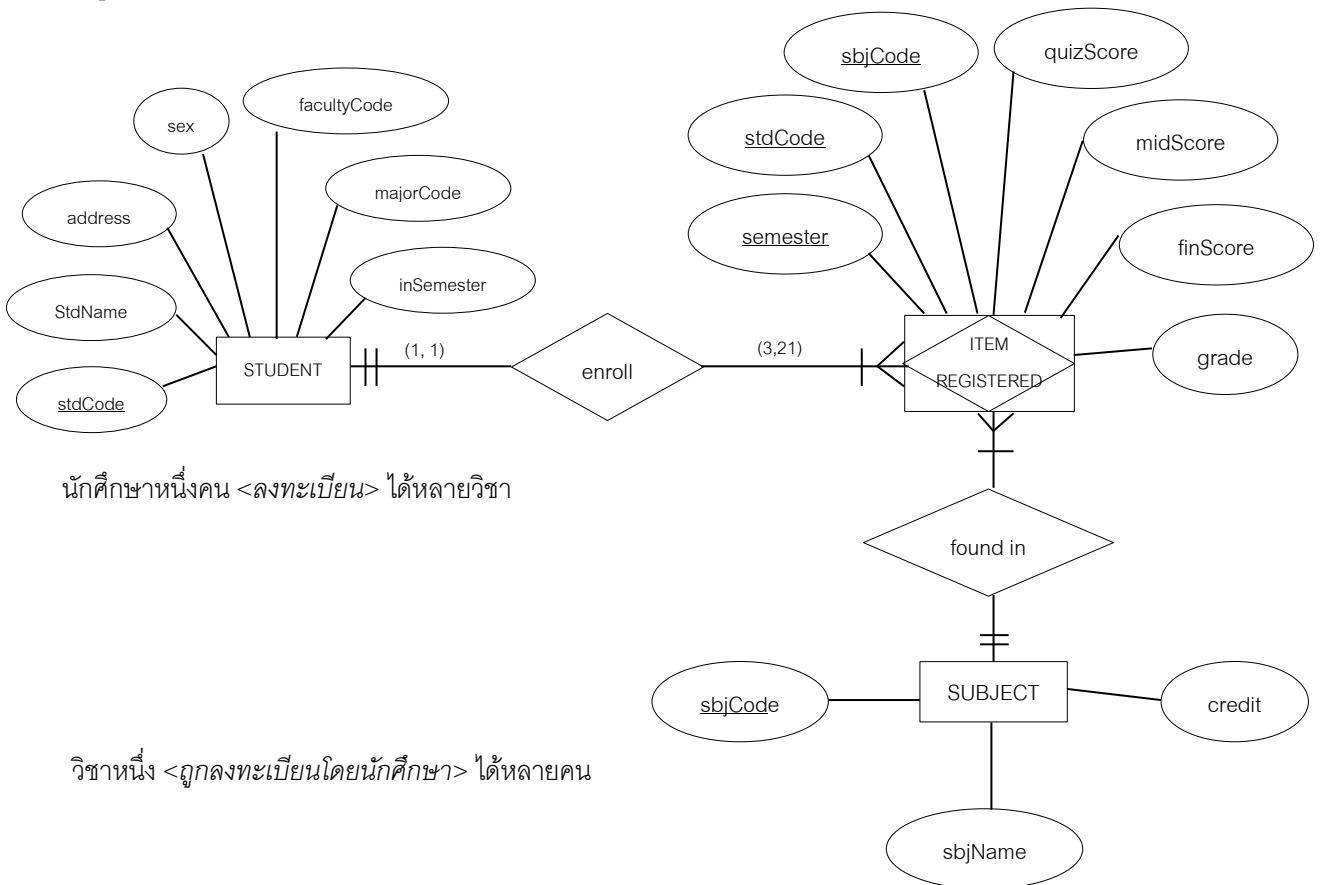 sbjCode
quizScore
facultyCode
sex
stdCode
midScore
majorCode
address
semester
finScore
inSemester
StdName
(1, 1)
(3,21)
ITEM
REGISTERED
STUDENT
enroll
grade
stdCode
นักศึกษาหนึ่งคน <ลงทะเบียน> ได้หลายวิชา
found in
SUBJECT
sbjCode
credit
วิชาหนึ่ง <ถูกลงทะเบียนโดยนักศึกษา> ได้หลายคน
sbjName